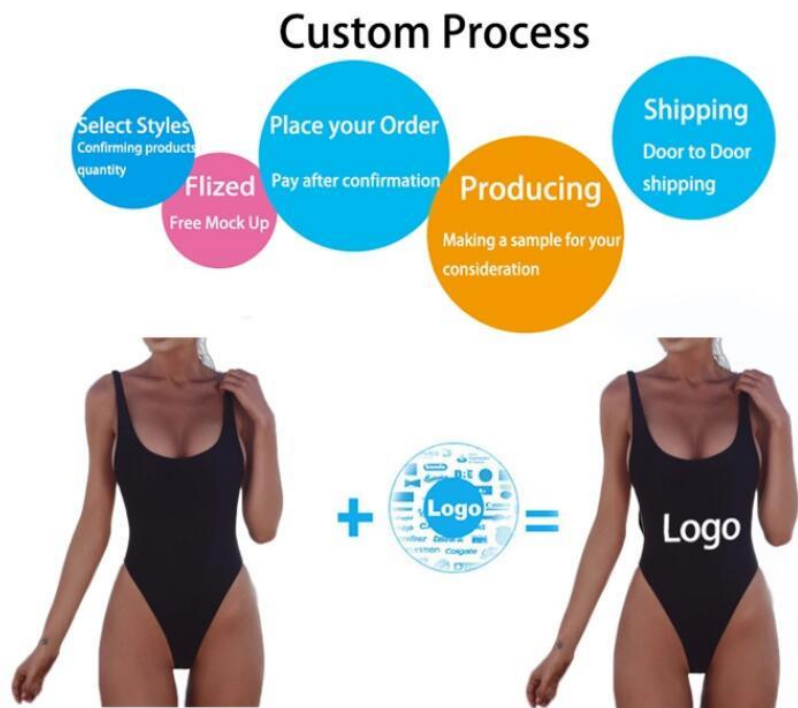 Custom Process
Select Styles
Confirming products
quantity
Flized
Free Mock Up
Place your Order
Pay after confirmation
Producing
Making a sample for your
consideration
Shipping
Door to Door
shipping
+
Logo
=
Logo
Colgate